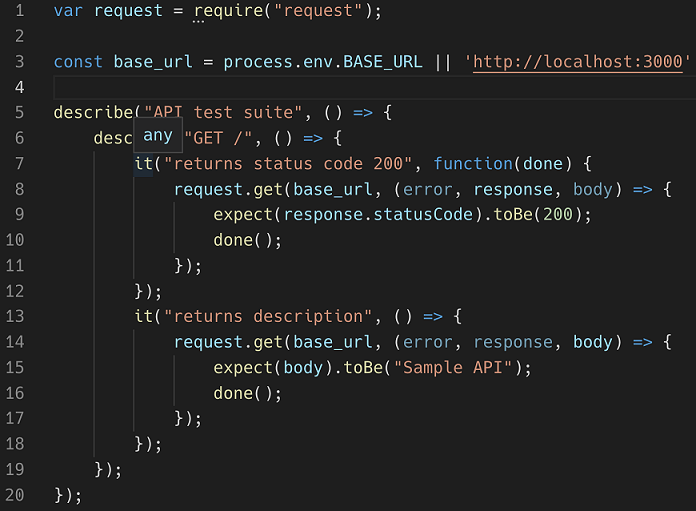 1 var request = require("request");
2
3 const base_url = process.env.BASE_URL || 'http://localhost:3000'
4
5 describe("API test suite", () => {
6 desc any "GET /", () => {
7 it("returns status code 200", function(done) {
8 request.get(base_url, (error, response, body) => {
9 expect(response.statusCode).toBe(200);
10 done();
11 });
12 });
13 it("returns description", () => {
14 request.get(base_url, (error, response, body) => {
15 expect(body).toBe("Sample API");
16 done();
17 });
18 });
19 });
20 });